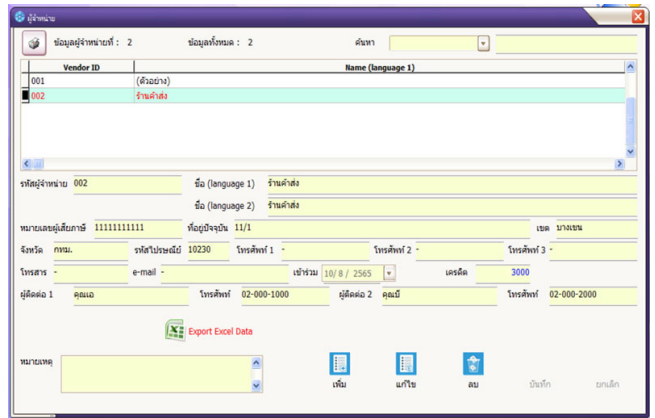 ผู้จำหน่าย
ข้อมูลผู้จำหน่ายที่ : 2 ข้อมูลทั้งหมด : 2 ค้นหา
Vendor ID Name (language 1)
001 (ตัวอย่าง)
002 ร้านค้าส่ง
รหัสผู้จำหน่าย 002 ชื่อ (language 1) ร้านค้าส่ง
ชื่อ (language 2) ร้านค้าส่ง
หมายเลขผู้เสียภาษี 11111111111 ที่อยู่ปัจจุบัน 11/1 เขต บางเขน
จังหวัด กทม. รหัสไปรษณีย์ 10230 โทรศัพท์ 1 - โทรศัพท์ 2 - โทรศัพท์ 3 -
โทรสาร - e-mail - เข้าร่วม 10/ 8 / 2565 เครดิต 3000
ผู้ติดต่อ 1 คุณเอ โทรศัพท์ 02-000-1000 ผู้ติดต่อ 2 คุณบี โทรศัพท์ 02-000-2000
Export Excel Data
หมายเหตุ
เพิ่ม แก้ไข ลบ บันทึก ยกเลิก